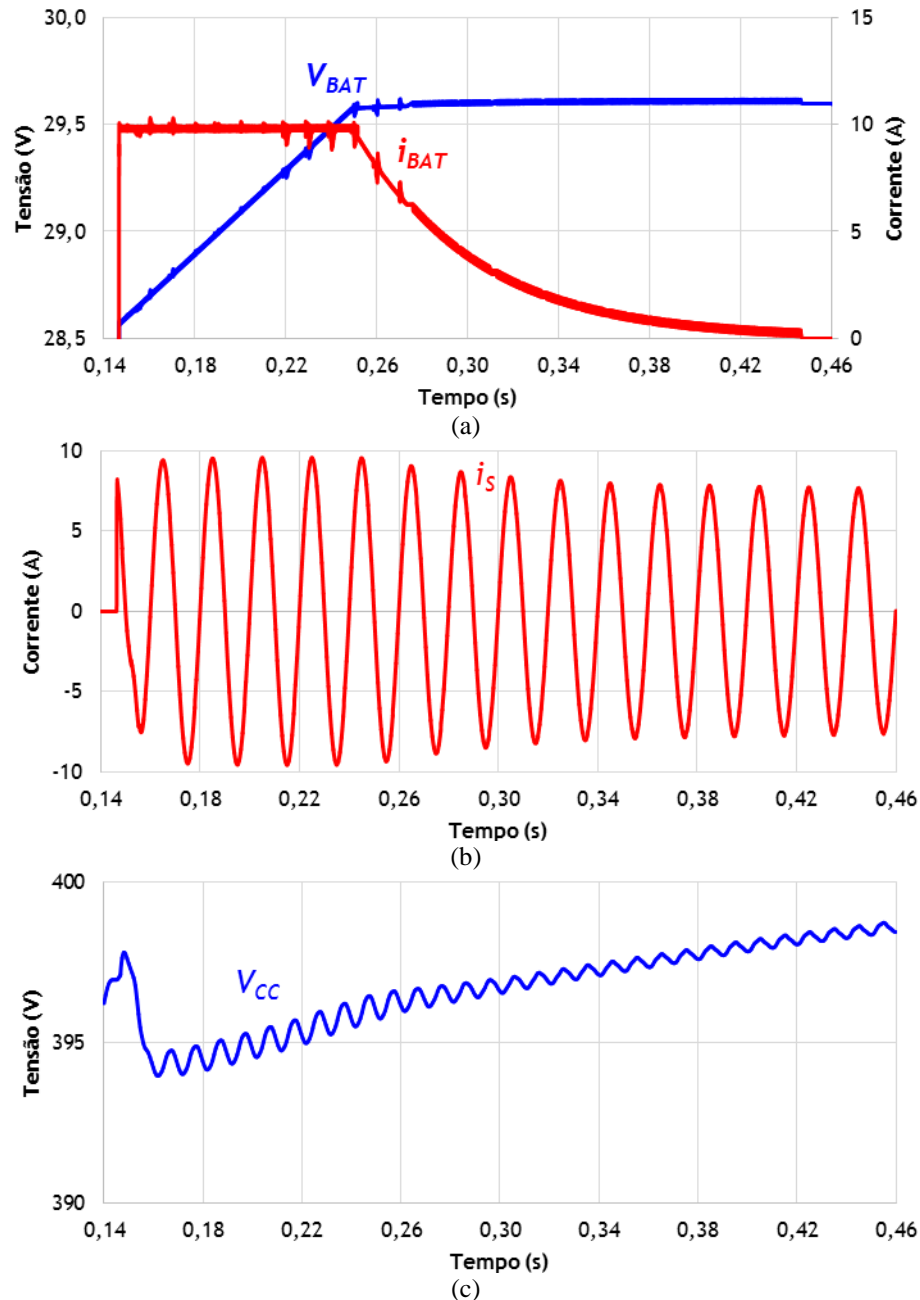 30,0
29,5
29,0
28,5
Tensão (V)
V_BAT
i_BAT
15
10
5
0
Corrente (A)
0,14 0,18 0,22 0,26 0,30 0,34 0,38 0,42 0,46
Tempo (s)
(a)
10
5
0
-5
-10
Corrente (A)
i_S
0,14 0,18 0,22 0,26 0,30 0,34 0,38 0,42 0,46
Tempo (s)
(b)
400
395
390
Tensão (V)
V_CC
0,14 0,18 0,22 0,26 0,30 0,34 0,38 0,42 0,46
Tempo (s)
(c)